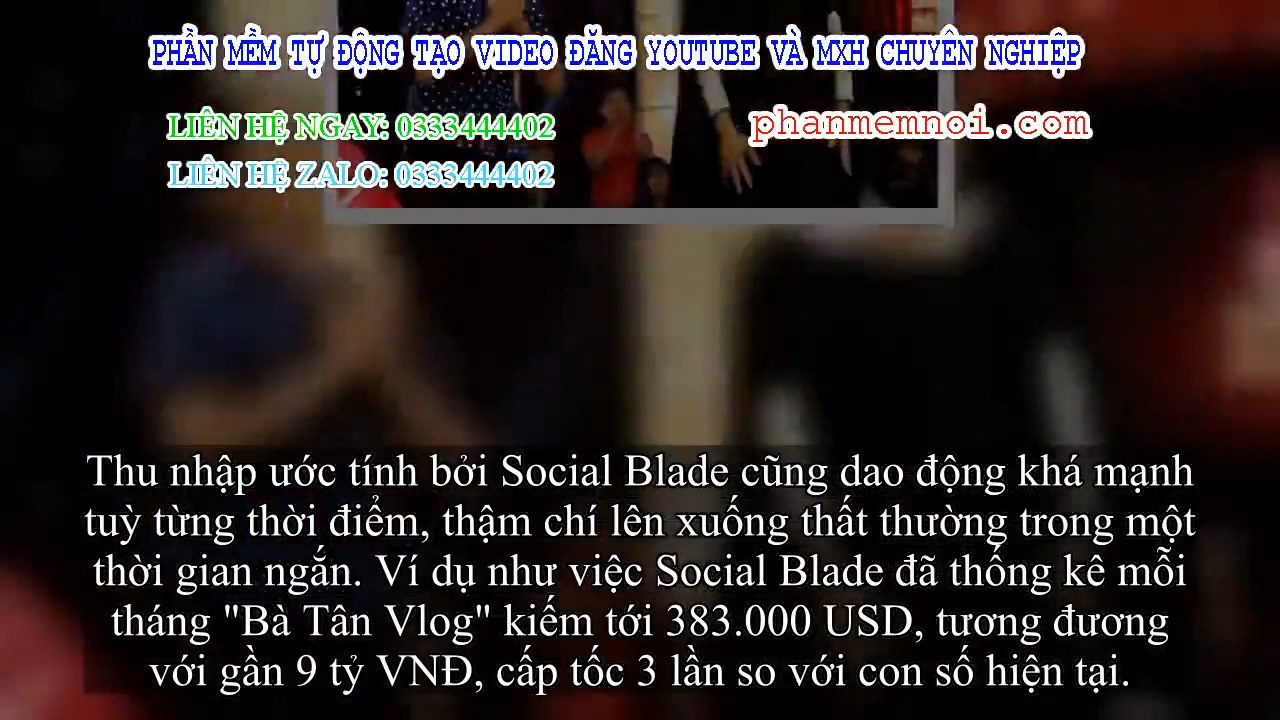 PHẦN MỀM TỰ ĐỘNG TẠO VIDEO ĐĂNG YOUTUBE VÀ MXH CHUYÊN NGHIỆP
LIÊN HỆ NGAY: 0333444402
phanmemnoi.com
LIÊN HỆ ZALO: 0333444402
Thu nhập ước tính bởi Social Blade cũng dao động khá mạnh
tuỳ từng thời điểm, thậm chí lên xuống thất thường trong một
thời gian ngắn. Ví dụ như việc Social Blade đã thống kê mỗi
tháng "Bà Tân Vlog" kiếm tới 383.000 USD, tương đương
với gần 9 tỷ VNĐ, cấp tốc 3 lần so với con số hiện tại.